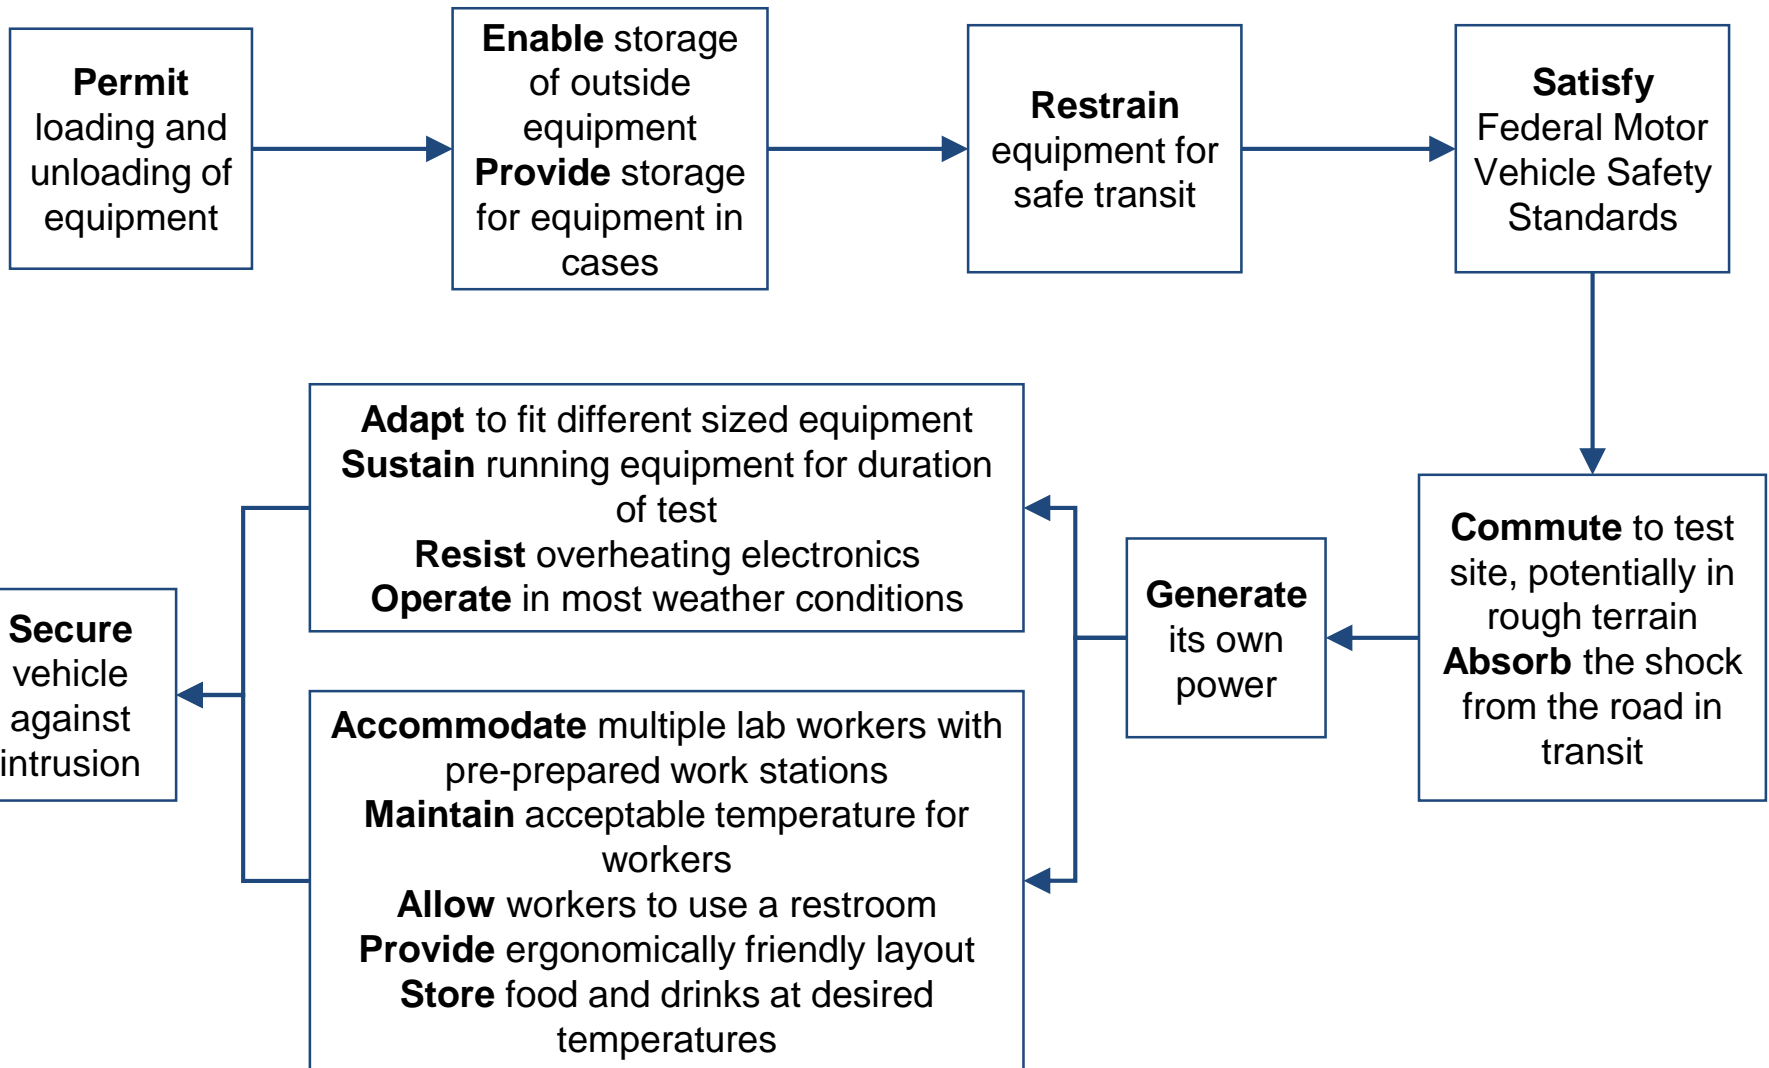 Permit
loading and
unloading of
equipment
Enable storage
of outside
equipment
Provide storage
for equipment in
cases
Restrain
equipment for
safe transit
Satisfy
Federal Motor
Vehicle Safety
Standards
Commute to test
site, potentially in
rough terrain
Absorb the shock
from the road in
transit
Generate
its own
power
Adapt to fit different sized equipment
Sustain running equipment for duration
of test
Resist overheating electronics
Operate in most weather conditions
Accommodate multiple lab workers with
pre-prepared work stations
Maintain acceptable temperature for
workers
Allow workers to use a restroom
Provide ergonomically friendly layout
Store food and drinks at desired
temperatures
Secure
vehicle
against
intrusion